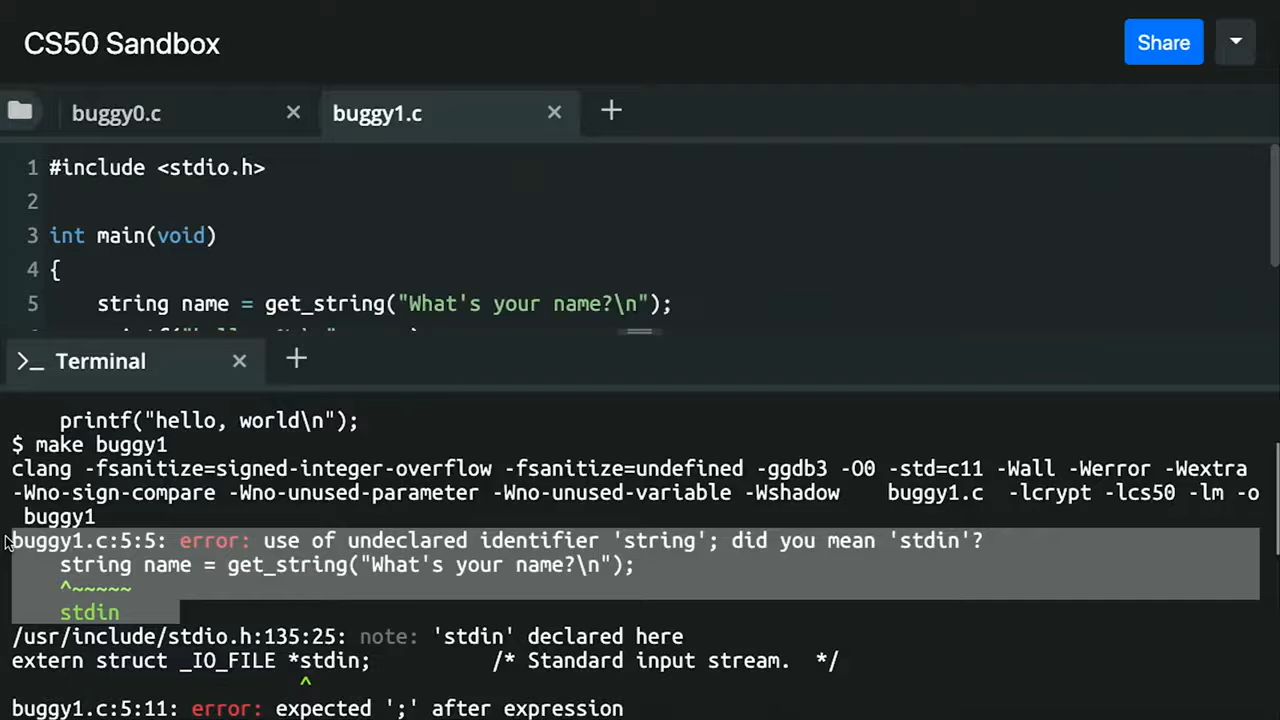 CS50 Sandbox
Share
buggy0.c
buggy1.c
1 #include <stdio.h>
2
3 int main(void)
4 {
5     string name = get_string("What's your name?\n");
>_ Terminal
    printf("hello, world\n");
$ make buggy1
clang -fsanitize=signed-integer-overflow -fsanitize=undefined -ggdb3 -O0 -std=c11 -Wall -Werror -Wextra
-Wno-sign-compare -Wno-unused-parameter -Wno-unused-variable -Wshadow    buggy1.c  -lcrypt -lcs50 -lm -o
 buggy1
buggy1.c:5:5: error: use of undeclared identifier 'string'; did you mean 'stdin'?
    string name = get_string("What's your name?\n");
    ^~~~~~
    stdin
/usr/include/stdio.h:135:25: note: 'stdin' declared here
extern struct _IO_FILE *stdin;          /* Standard input stream.  */
                        ^
buggy1.c:5:11: error: expected ';' after expression